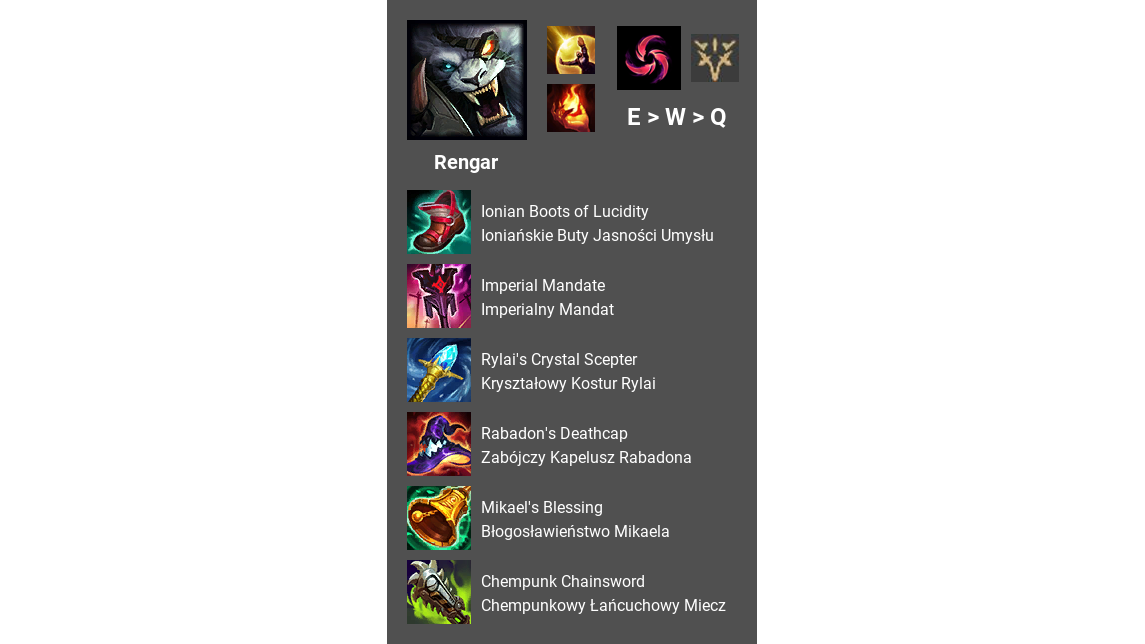 E > W > Q
Rengar
Ionian Boots of Lucidity
Ioniańskie Buty Jasności Umysłu
Imperial Mandate
Imperialny Mandat
Rylai's Crystal Scepter
Kryształowy Kostur Rylai
Rabadon's Deathcap
Zabójczy Kapelusz Rabadona
Mikael's Blessing
Błogosławieństwo Mikaela
Chempunk Chainsword
Chempunkowy Łańcuchowy Miecz